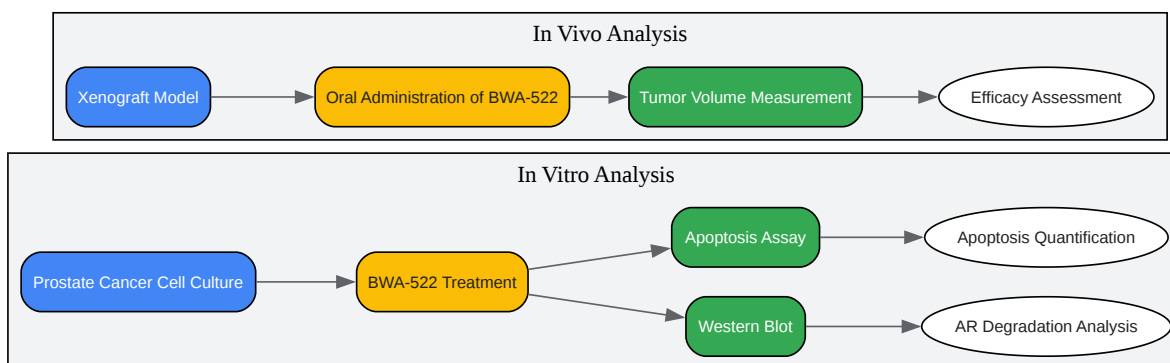 In Vivo Analysis
Xenograft Model
Oral Administration of BWA-522
Tumor Volume Measurement
Efficacy Assessment
In Vitro Analysis
Prostate Cancer Cell Culture
BWA-522 Treatment
Apoptosis Assay
Apoptosis Quantification
Western Blot
AR Degradation Analysis